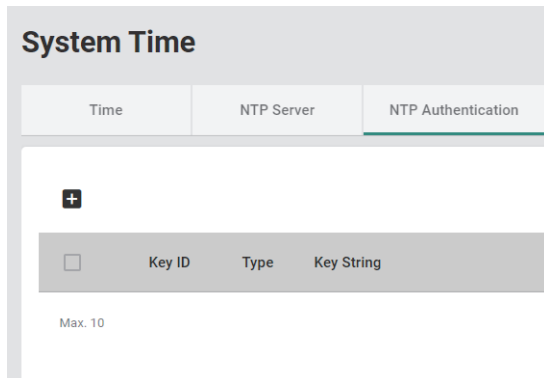 System Time
Time NTP Server NTP Authentication
Key ID Type Key String
Max. 10